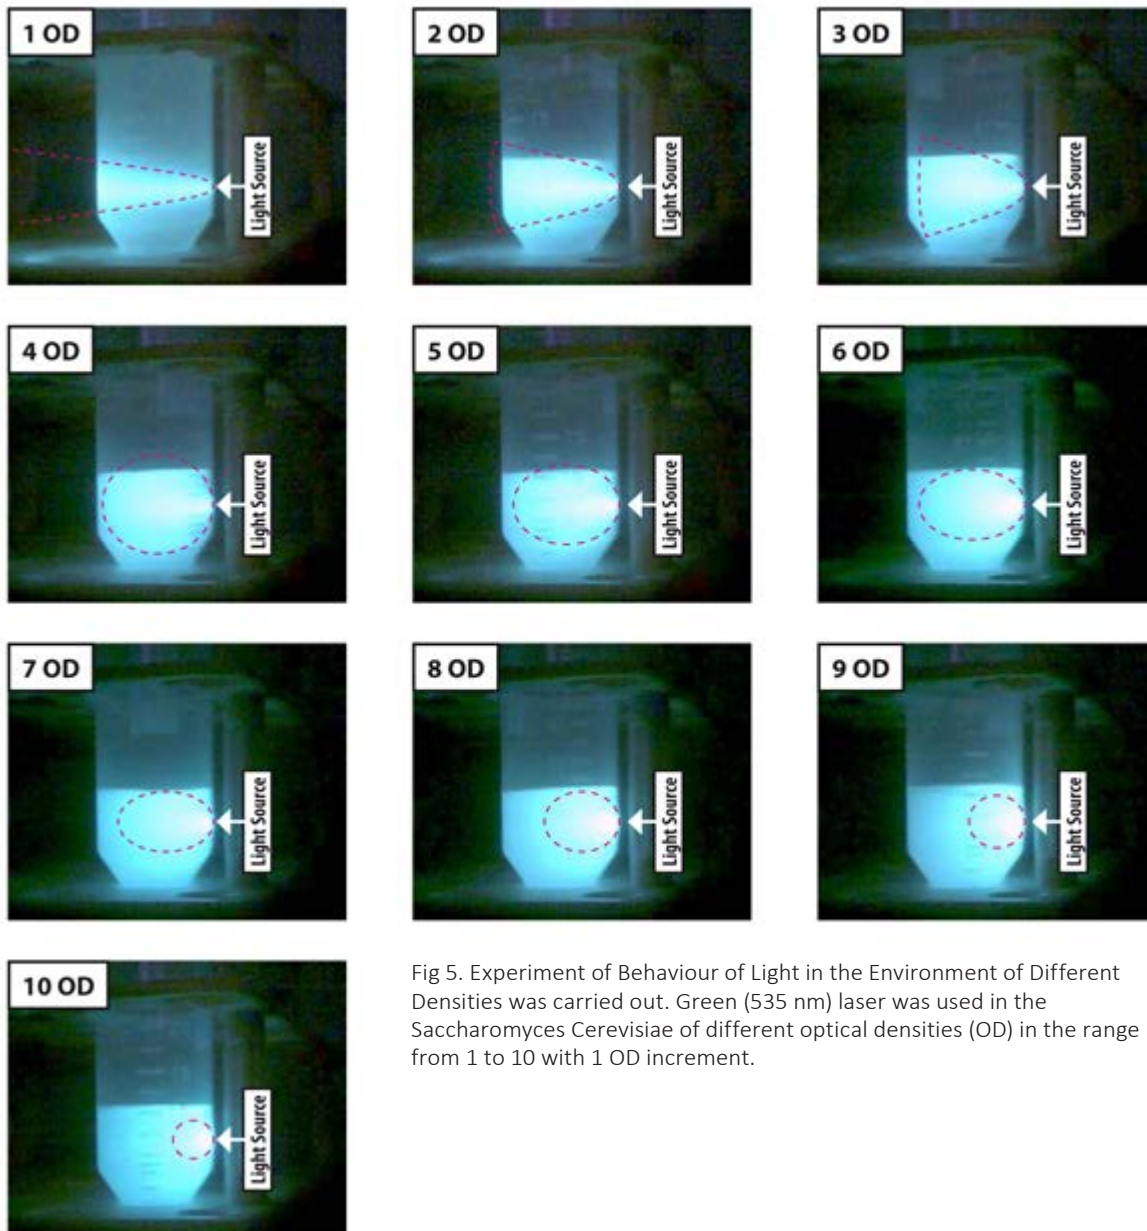 1 OD
Light Source
2 OD
Light Source
3 OD
Light Source
4 OD
Light Source
5 OD
Light Source
6 OD
Light Source
7 OD
Light Source
8 OD
Light Source
9 OD
Light Source
10 OD
Light Source
Fig 5. Experiment of Behaviour of Light in the Environment of Different
Densities was carried out. Green (535 nm) laser was used in the
Saccharomyces Cerevisiae of different optical densities (OD) in the range
from 1 to 10 with 1 OD increment.